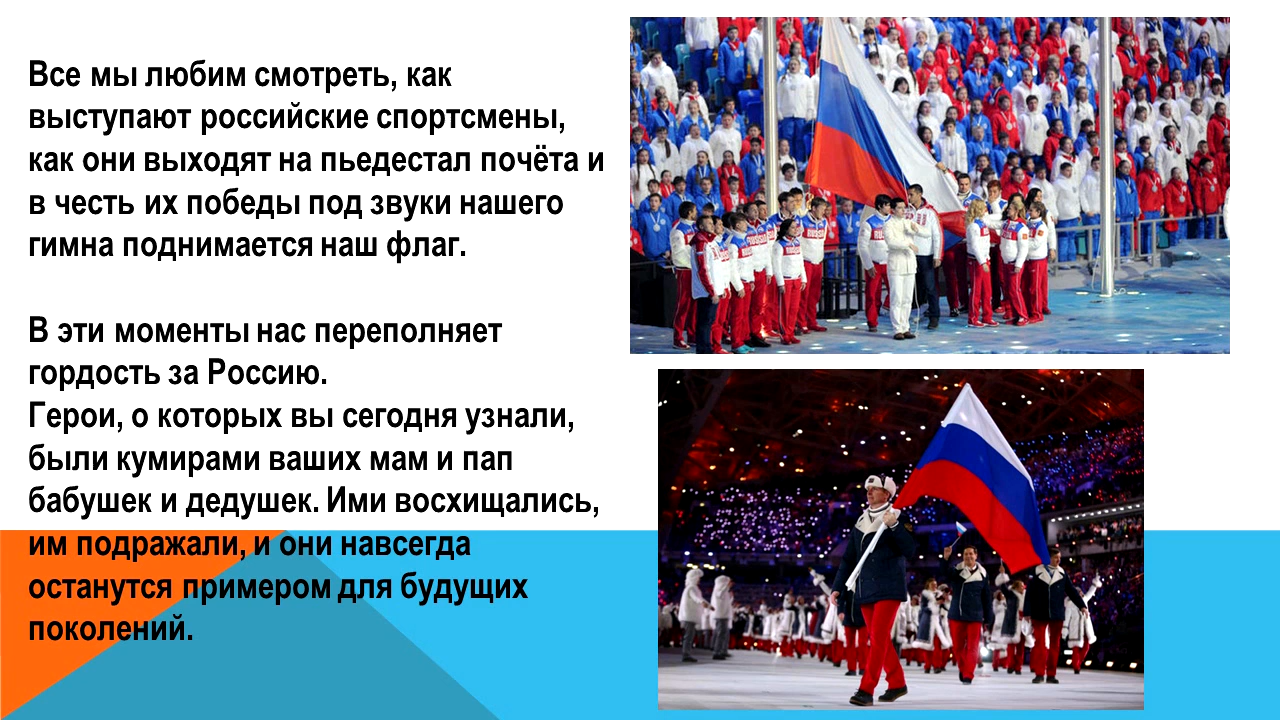 Все мы любим смотреть, как
выступают российские спортсмены,
как они выходят на пьедестал почёта и
в честь их победы под звуки нашего
гимна поднимается наш флаг.
В эти моменты нас переполняет
гордость за Россию.
Герои, о которых вы сегодня узнали,
были кумирами ваших мам и пап
бабушек и дедушек. Ими восхищались,
им подражали, и они навсегда
останутся примером для будущих
поколений.